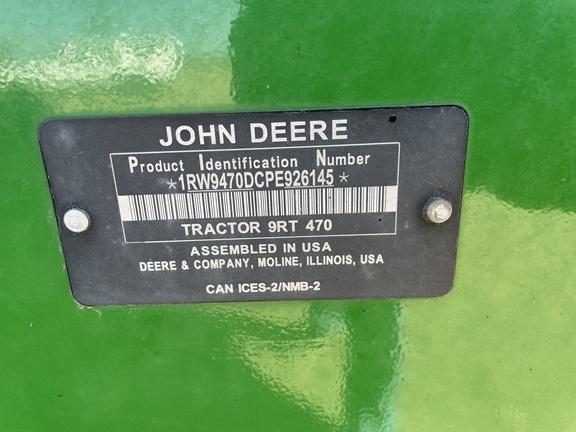 JOHN DEERE
Product Identification Number
*1RW9470DCPE926145*
TRACTOR 9RT 470
ASSEMBLED IN USA
DEERE & COMPANY, MOLINE, ILLINOIS, USA
CAN ICES-2/NMB-2